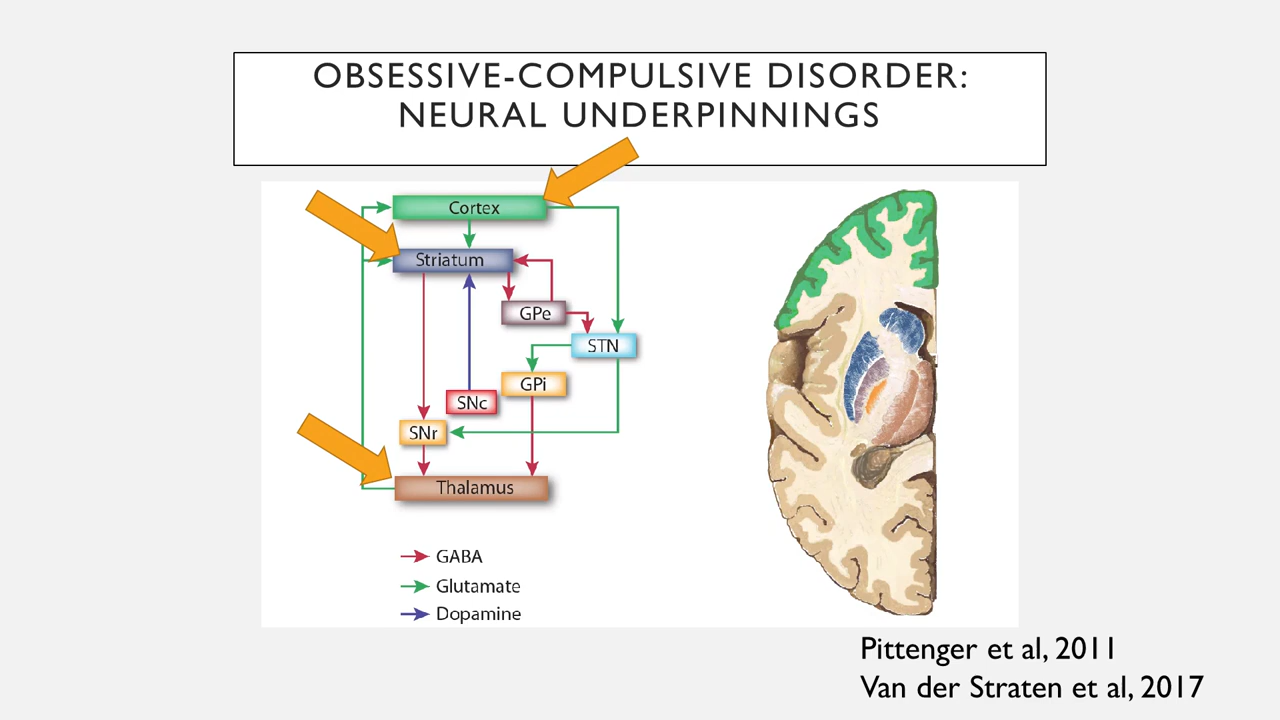 OBSESSIVE-COMPULSIVE DISORDER:
NEURAL UNDERPINNINGS
Cortex
Striatum
GPe
STN
GPi
SNc
SNr
Thalamus
GABA
Glutamate
Dopamine
Pittenger et al, 2011
Van der Straten et al, 2017